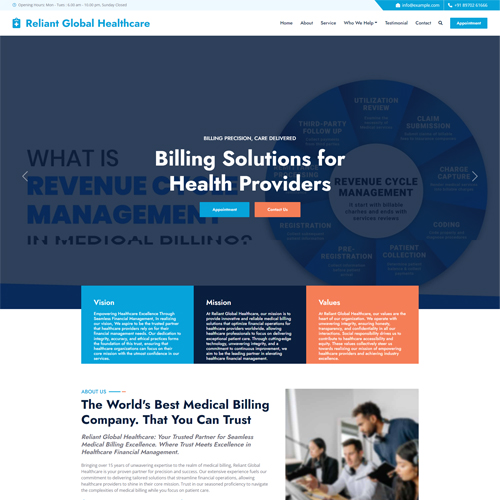 Opening Hours: Mon - Tues : 6.00 am - 10.00 pm, Sunday Closed
info@example.com
+91 89702 61666
Reliant Global Healthcare
Home About Service Who We Help Testimonial Contact
Appointment
UTILIZATION
REVIEW
THIRD-PARTY
FOLLOW UP
CLAIM
SUBMISSION
BILLING PRECISION, CARE DELIVERED
WHAT IS
REVENUE CYCLE
MANAGEMENT
IN MEDICAL BILLING?
Billing Solutions for
Health Providers
CHARGE
CAPTURE
REVENUE CYCLE
MANAGEMENT
It start with billable
charities and ends with
services reviews
Appointment
Contact Us
REGISTRATION
CODING
PRE-
REGISTRATION
PATIENT
COLLECTION
Vision
Empowering Healthcare Excellence Through
Seamless Financial Management. In realising
our vision, We aspire to be the trusted partner
that healthcare providers rely on for their
financial management needs. Our dedication to
integrity, accuracy, and ethical practices forms
the foundation of this trust, ensuring that
healthcare organisations can focus on their
core mission with the utmost confidence in our
services.
Mission
At Reliant Global Healthcare, our mission is to
provide innovative and reliable medical billing
solutions that optimise financial operations for
healthcare providers worldwide, allowing
healthcare professionals to focus on delivering
exceptional patient care. Through cutting-edge
technology, unwavering integrity, and a
commitment to continuous improvement, we
aim to be the leading partner in elevating
healthcare financial management.
Values
At Reliant Global Healthcare, our values are the
heart of our organisation. We operate with
unwavering integrity, ensuring honesty,
transparency, and confidentiality in all our
interactions. Social responsibility drives us to
contribute to healthcare accessibility and
equity. These values collectively steer us
towards realising our mission of empowering
healthcare providers and achieving industry
excellence.
ABOUT US
The World's Best Medical Billing
Company. That You Can Trust
Reliant Global Healthcare: Your Trusted Partner for Seamless
Medical Billing Excellence. Where Trust Meets Excellence in
Healthcare Financial Management.
Bringing over 15 years of unwavering expertise to the realm of medical billing, Reliant Global
Healthcare is your proven partner for precision and success. Our extensive experience fuels our
commitment to delivering tailored solutions that streamline financial operations, allowing
healthcare providers to thrive in their core mission. Trust in our seasoned proficiency to navigate
the complexities of medical billing while you focus on patient care.